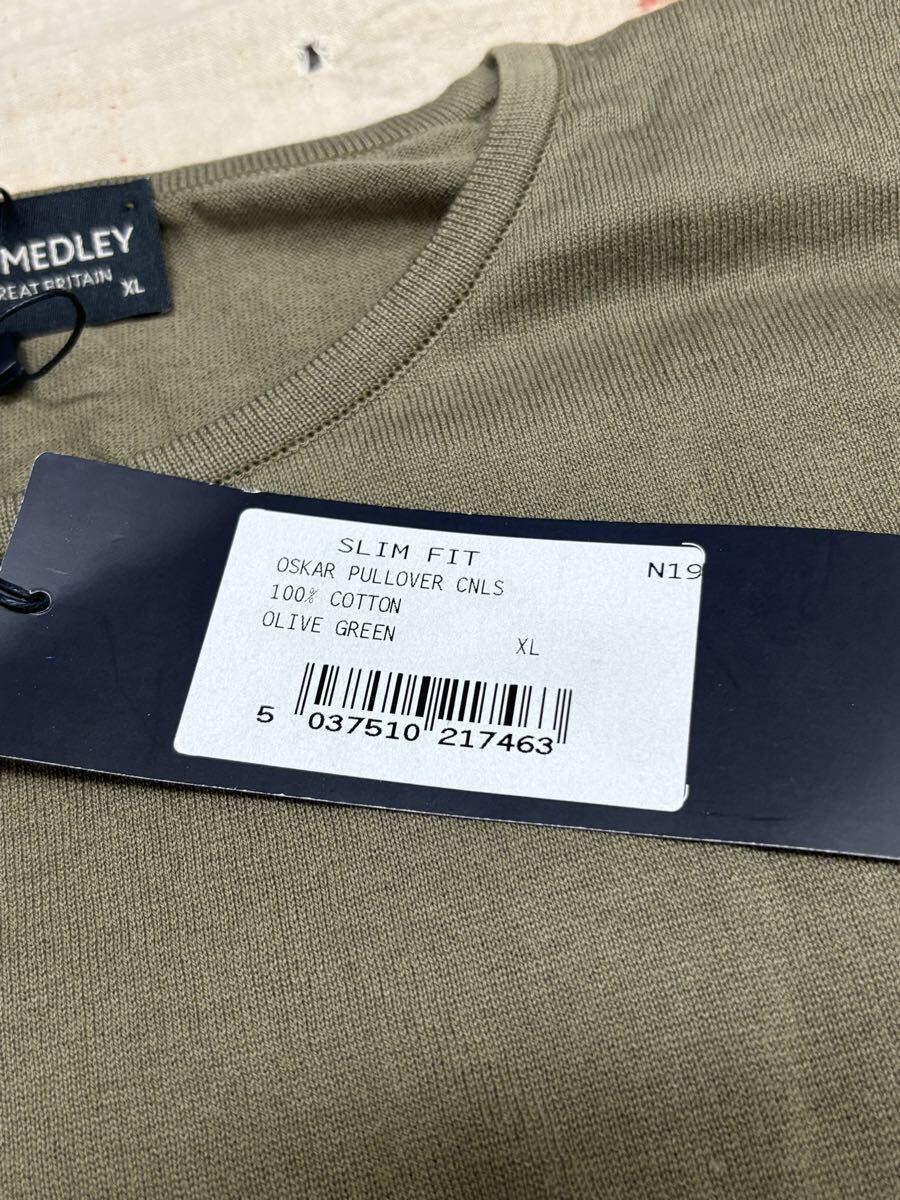 MEDLEY
REAT BRITAIN XL
SLIM FIT
N19
OSKAR PULLOVER CNLS
100% COTTON
OLIVE GREEN XL
5 037510 217463